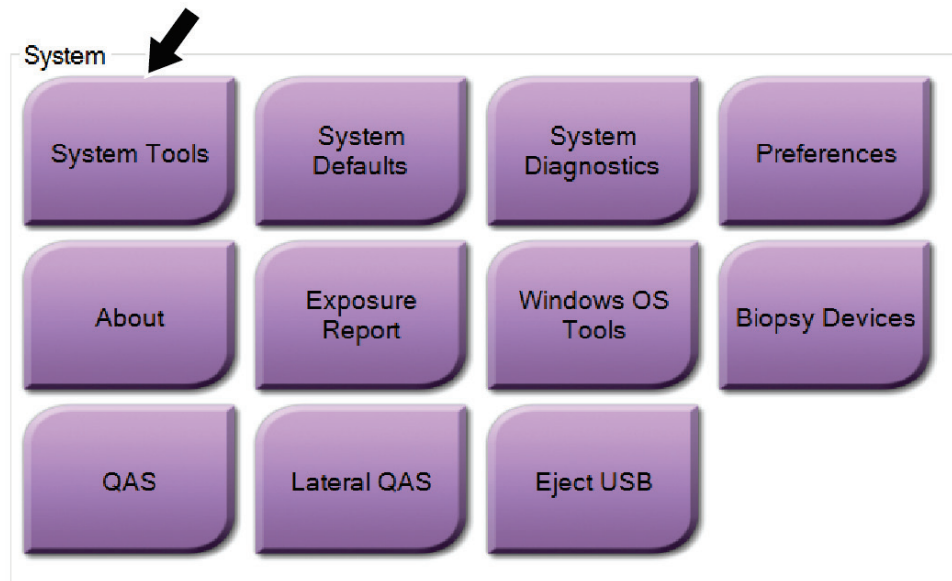 System
System Tools
System
Defaults
System
Diagnostics
Preferences
About
Exposure
Report
Windows OS
Tools
Biopsy Devices
QAS
Lateral QAS
Eject USB